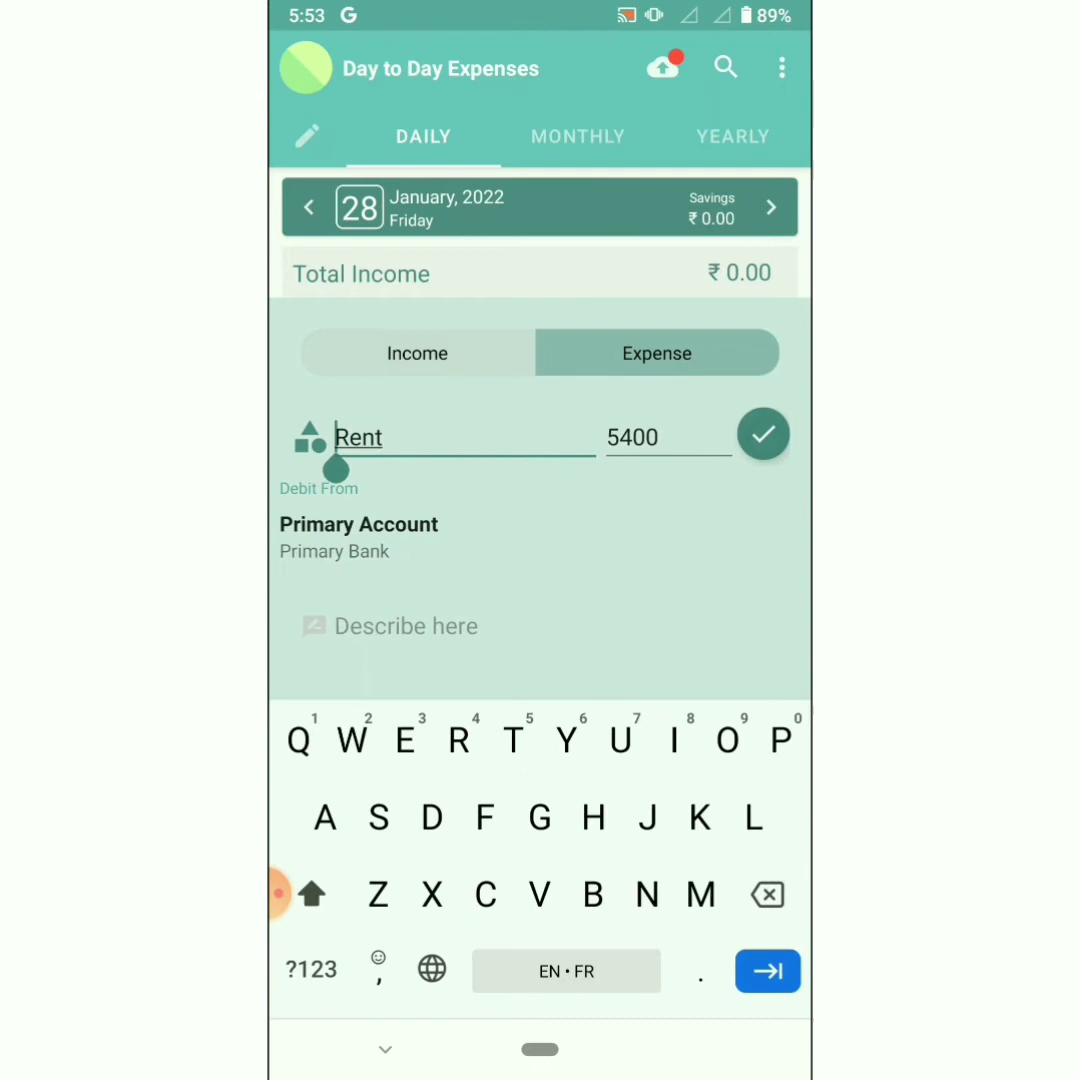 5:53 G 89%
Day to Day Expenses
DAILY MONTHLY YEARLY
28 January, 2022 Savings
Friday ₹ 0.00
Total Income ₹ 0.00
Income Expense
Rent 5400
Debit From
Primary Account
Primary Bank
Describe here
1 2 3 4 5 6 7 8 9 0
Q W E R T Y U I O P
A S D F G H J K L
Z X C V B N M
?123 , EN • FR .